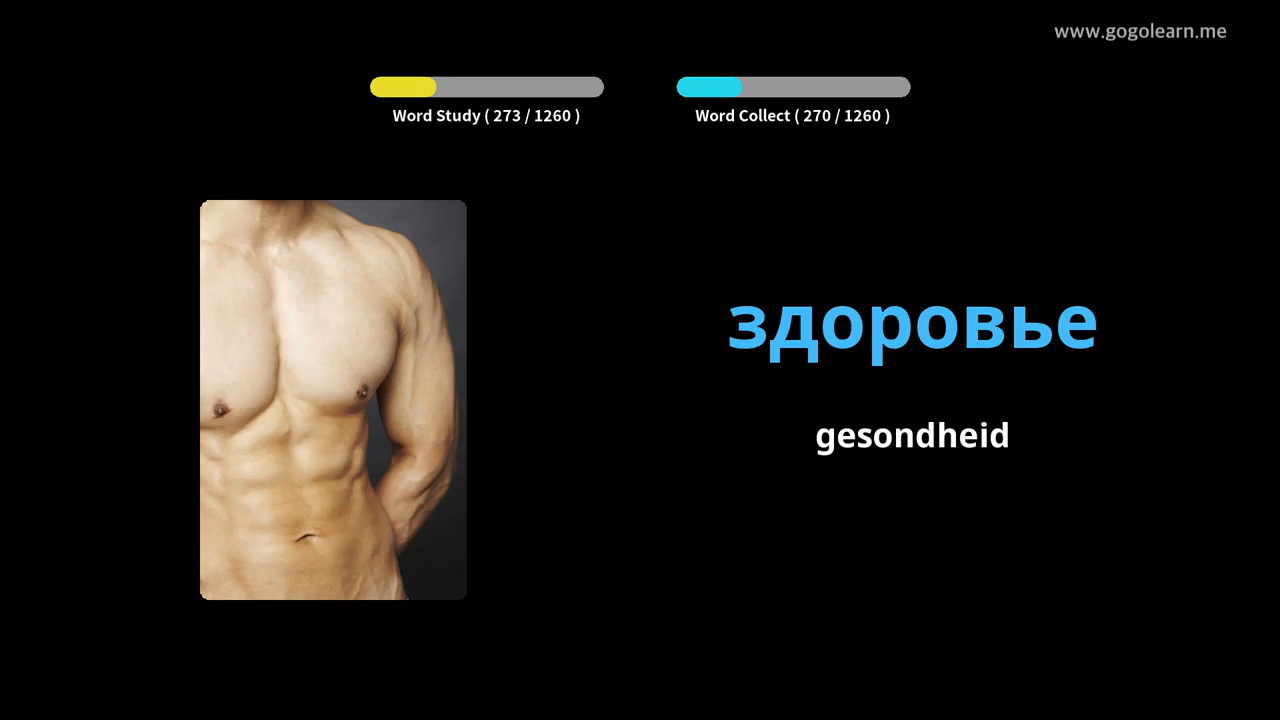 www.gogolearn.me
Word Study ( 273 / 1260 )
Word Collect ( 270 / 1260 )
здоровье
gesondheid